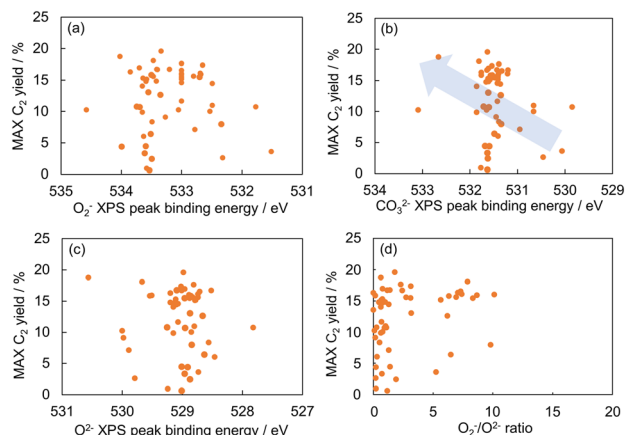 (a)
MAX C₂ yield / %
25
20
15
10
5
0
535 534 533 532 531
O₂⁻ XPS peak binding energy / eV
(b)
MAX C₂ yield / %
25
20
15
10
5
0
534 533 532 531 530 529
CO₃²⁻ XPS peak binding energy / eV
(c)
MAX C₂ yield / %
25
20
15
10
5
0
531 530 529 528 527
O²⁻ XPS peak binding energy / eV
(d)
MAX C₂ yield / %
25
20
15
10
5
0
0 5 10 15 20
O₂⁻/O²⁻ ratio